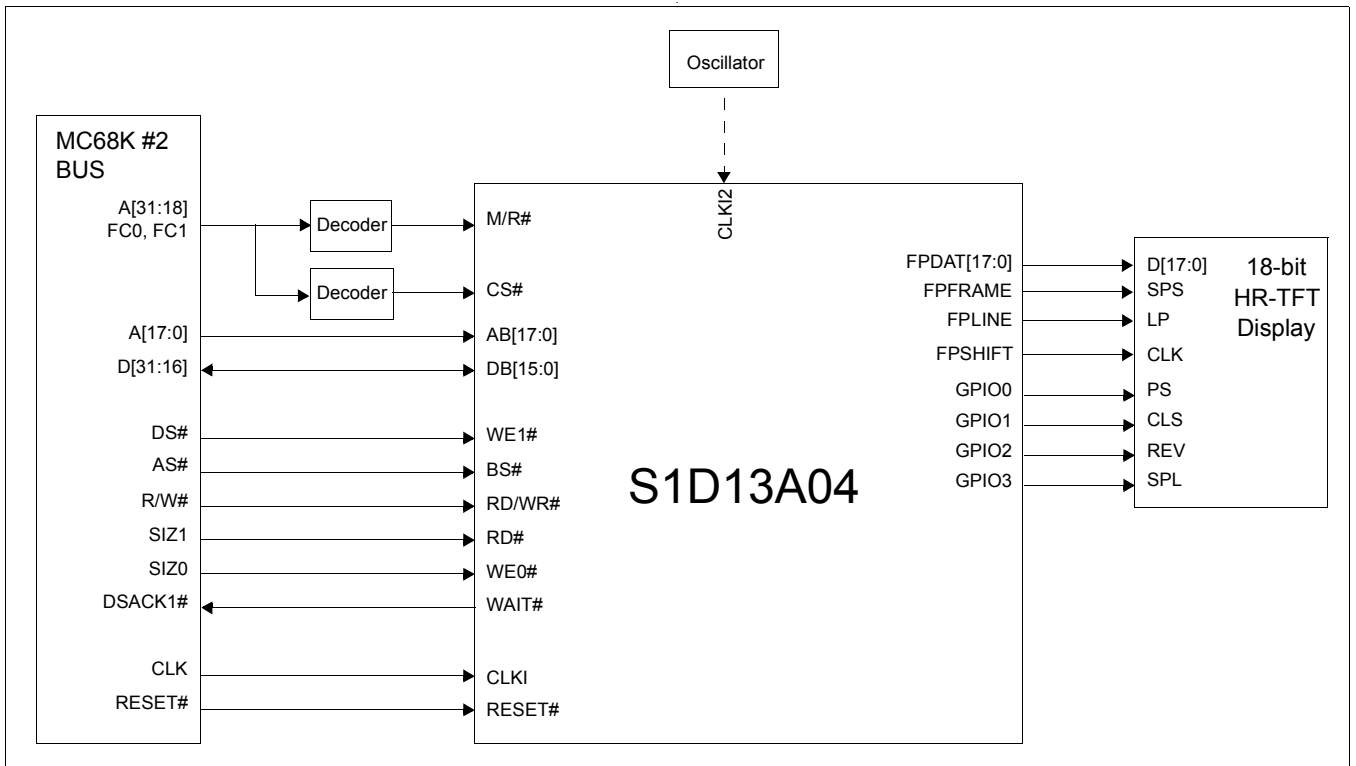 Oscillator
MC68K #2
BUS
A[31:18]
FC0, FC1
A[17:0]
D[31:16]
DS#
AS#
R/W#
SIZ1
SIZ0
DSACK1#
CLK
RESET#
Decoder
Decoder
M/R#
CS#
AB[17:0]
DB[15:0]
WE1#
BS#
RD/WR#
RD#
WE0#
WAIT#
CLKI
RESET#
CLKI2
S1D13A04
FPDAT[17:0]
FPFRAME
FPLINE
FPSHIFT
GPIO0
GPIO1
GPIO2
GPIO3
D[17:0]
SPS
LP
CLK
PS
CLS
REV
SPL
18-bit
HR-TFT
Display